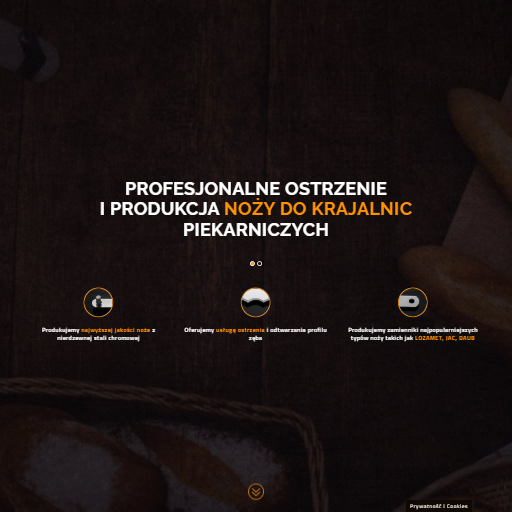 PROFESJONALNE OSTRZENIE
I PRODUKCJA NOŻY DO KRAJALNIC
PIEKARNICZYCH
Produkujemy najwyższej jakości noże z
nierdzewnej stali chromowej
Oferujemy usługę ostrzenia i odtwarzanie profilu
zęba
Produkujemy zamienniki najpopularniejszych
typów noży takich jak LOZAMET, JAC, DAUB
Prywatność i Cookies